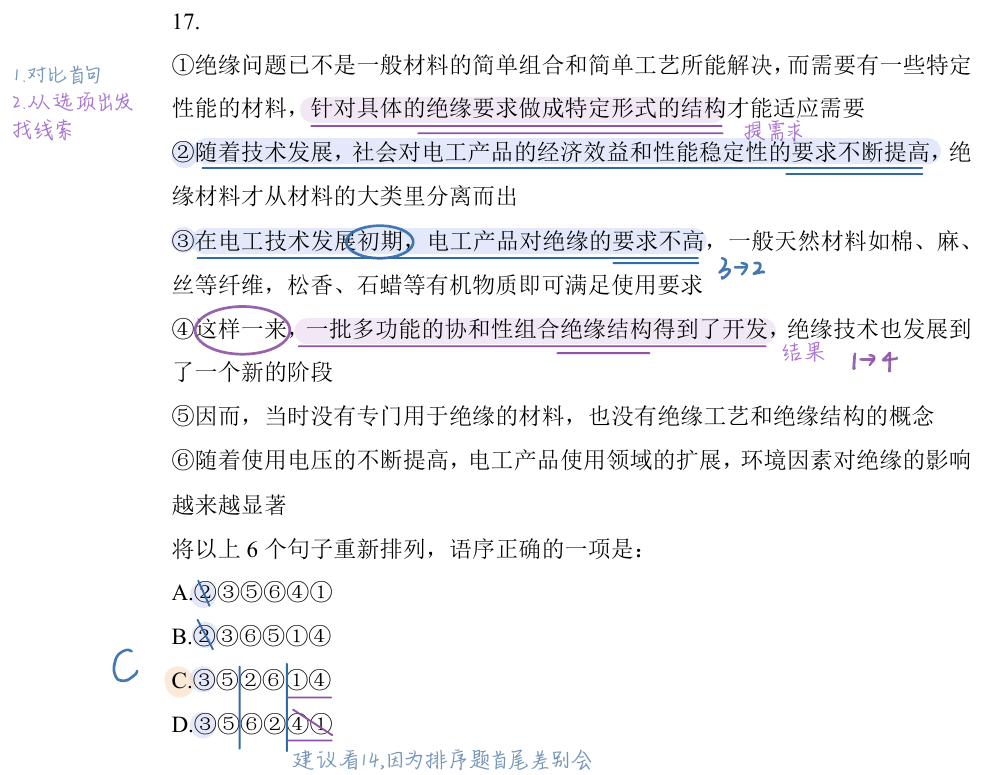 17.
①绝缘问题已不是一般材料的简单组合和简单工艺所能解决,而需要有一些特定
1.对比首句
2.从选项出发
找线索
性能的材料,针对具体的绝缘要求做成特定形式的结构才能适应需要
提需求
②随着技术发展,社会对电工产品的经济效益和性能稳定性的要求不断提高,绝
缘材料才从材料的大类里分离而出
③在电工技术发展初期,电工产品对绝缘的要求不高,一般天然材料如棉、麻、
3→2
丝等纤维,松香、石蜡等有机物质即可满足使用要求
④这样一来,一批多功能的协和性组合绝缘结构得到了开发,绝缘技术也发展到
结果 1→4
了一个新的阶段
⑤因而,当时没有专门用于绝缘的材料,也没有绝缘工艺和绝缘结构的概念
⑥随着使用电压的不断提高,电工产品使用领域的扩展,环境因素对绝缘的影响
越来越显著
将以上 6 个句子重新排列,语序正确的一项是:
A.②③⑤⑥④①
B.②③⑥⑤①④
C
C.③⑤②⑥①④
D.③⑤⑥②④①
建议看14,因为排序题首尾差别会